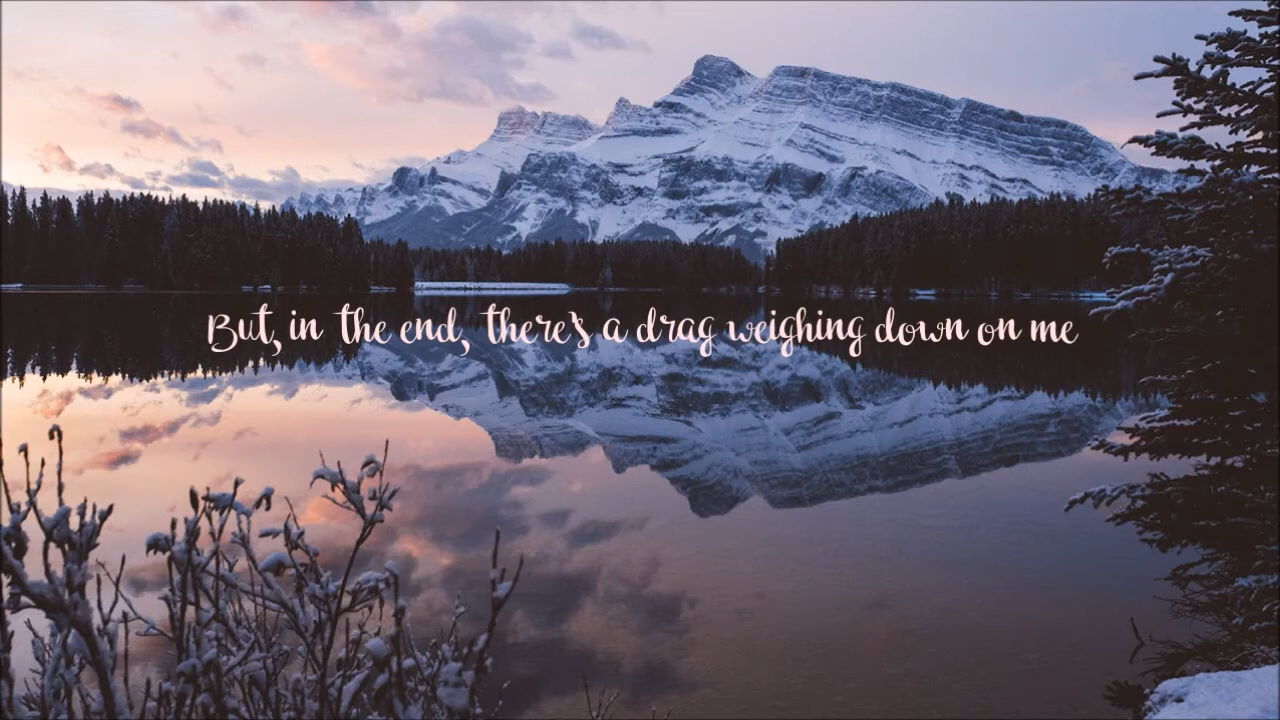 But, in the end, there's a drag weighing down on me